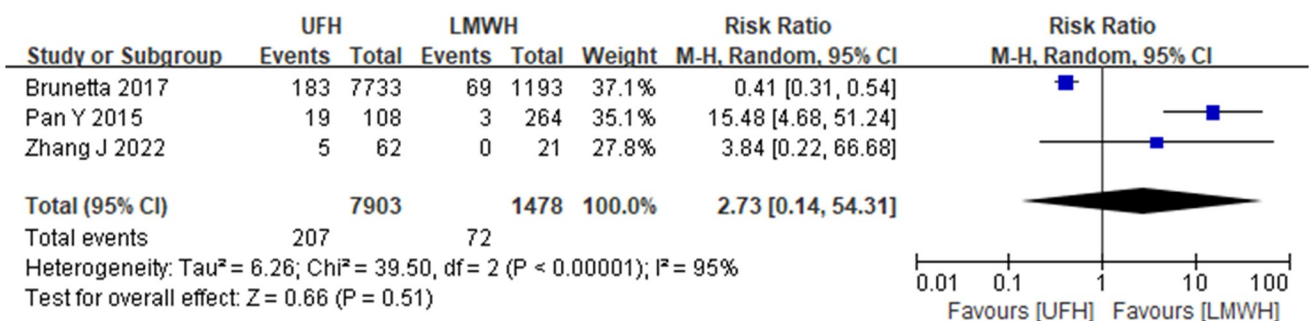 UFH LMWH Risk Ratio Risk Ratio
Study or Subgroup Events Total Events Total Weight M-H, Random, 95% CI M-H, Random, 95% CI
Brunetta 2017 183 7733 69 1193 37.1% 0.41 [0.31, 0.54]
Pan Y 2015 19 108 3 264 35.1% 15.48 [4.68, 51.24]
Zhang J 2022 5 62 0 21 27.8% 3.84 [0.22, 66.68]
Total (95% CI) 7903 1478 100.0% 2.73 [0.14, 54.31]
Total events 207 72
Heterogeneity: Tau² = 6.26; Chi² = 39.50, df = 2 (P < 0.00001); I² = 95%
Test for overall effect: Z = 0.66 (P = 0.51)
0.01 0.1 1 10 100
Favours [UFH] Favours [LMWH]